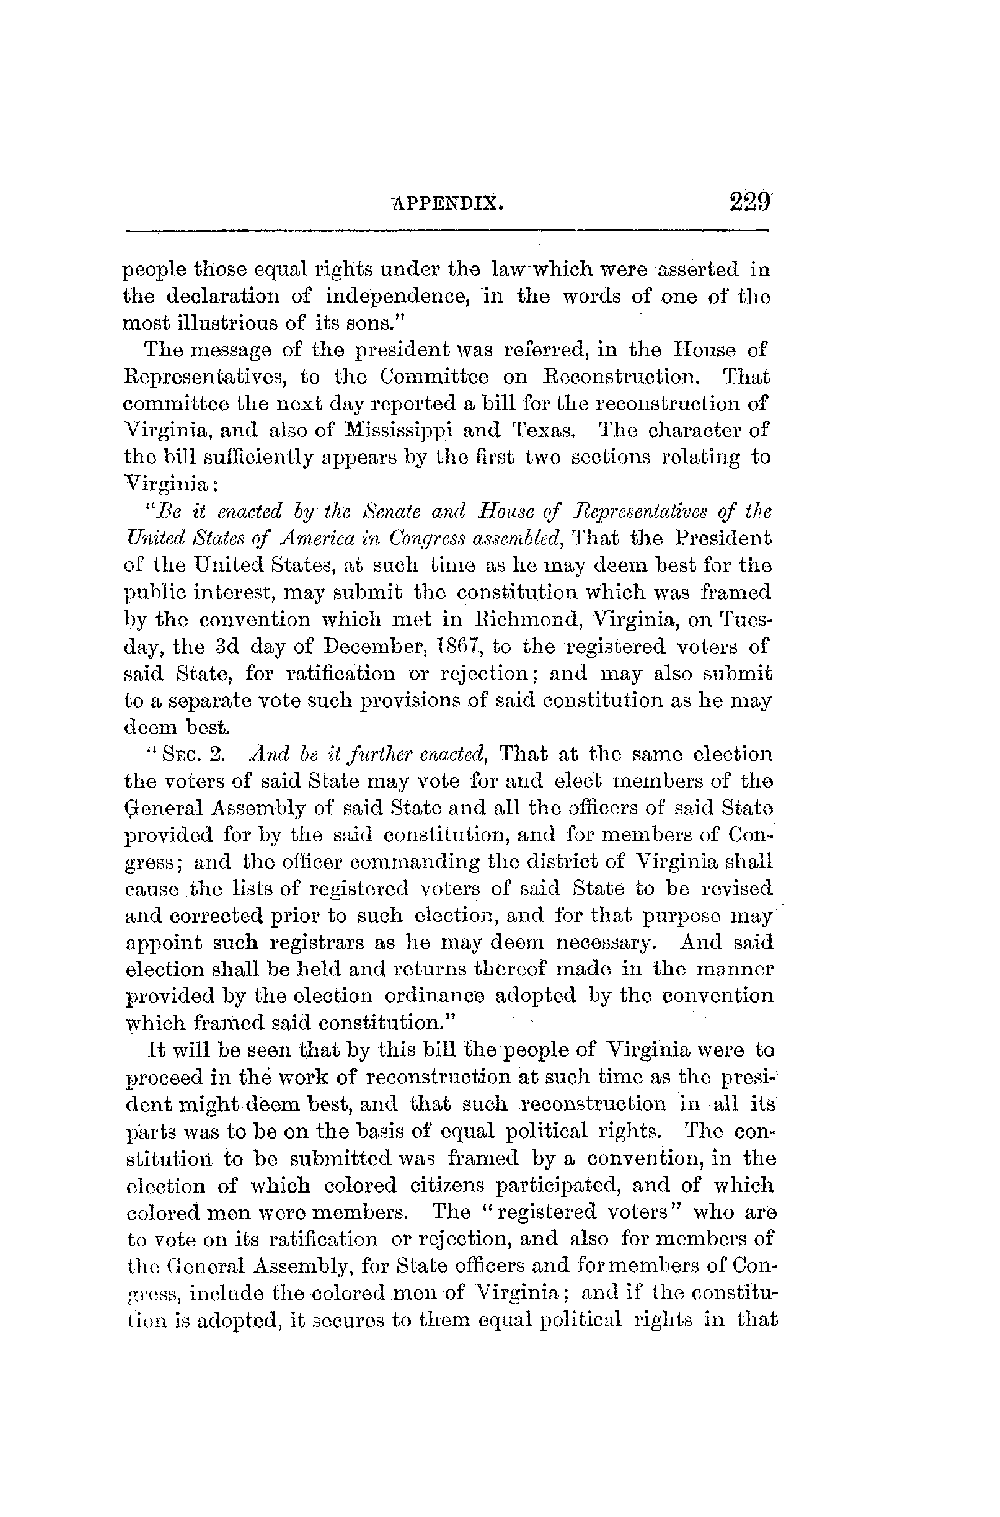 APPENDIX. 229
people those equal rights under the law which were asserted in
the declaration of independence, in the words of one of the
most illustrious of its sons."
The message of the president was referred, in the House of
Representatives, to the Committee on Reconstruction. That
committee the next day reported a bill for the reconstruction of
Virginia, and also of Mississippi and Texas. The character of
the bill sufficiently appears by the first two sections relating to
Virginia:
"Be it enacted by the Senate and House of Representatives of the
United States of America in Congress assembled, That the President
of the United States, at such time as he may deem best for the
public interest, may submit the constitution which was framed
by the convention which met in Richmond, Virginia, on Tues-
day, the 3d day of December, 1867, to the registered voters of
said State, for ratification or rejection; and may also submit
to a separate vote such provisions of said constitution as he may
deem best.
"SEC. 2. And be it further enacted, That at the same election
the voters of said State may vote for and elect members of the
General Assembly of said State and all the officers of said State
provided for by the said constitution, and for members of Con-
gress; and the officer commanding the district of Virginia shall
cause the lists of registered voters of said State to be revised
and corrected prior to such election, and for that purpose may
appoint such registrars as he may deem necessary. And said
election shall be held and returns thereof made in the manner
provided by the election ordinance adopted by the convention
which framed said constitution."
It will be seen that by this bill the people of Virginia were to
proceed in the work of reconstruction at such time as the presi-
dent might deem best, and that such reconstruction in all its
parts was to be on the basis of equal political rights. The con-
stitution to be submitted was framed by a convention, in the
election of which colored citizens participated, and of which
colored men were members. The "registered voters" who are
to vote on its ratification or rejection, and also for members of
the General Assembly, for State officers and for members of Con-
gress, include the colored men of Virginia; and if the constitu-
tion is adopted, it secures to them equal political rights in that